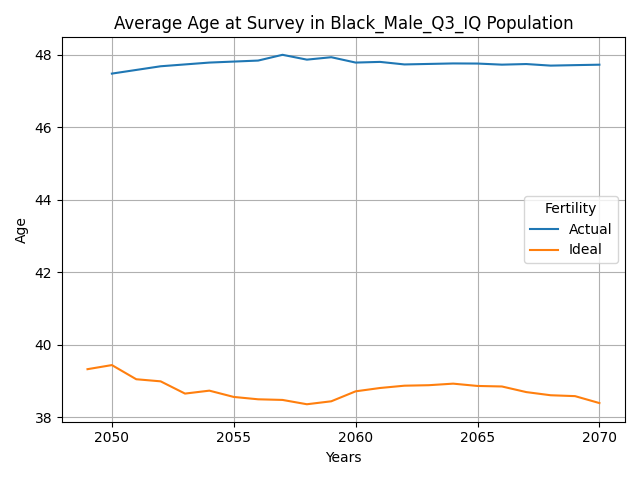 Average Age at Survey in Black_Male_Q3_IQ Population
48
46
44
42
40
38
Age
Fertility
Actual
Ideal
2050 2055 2060 2065 2070
Years